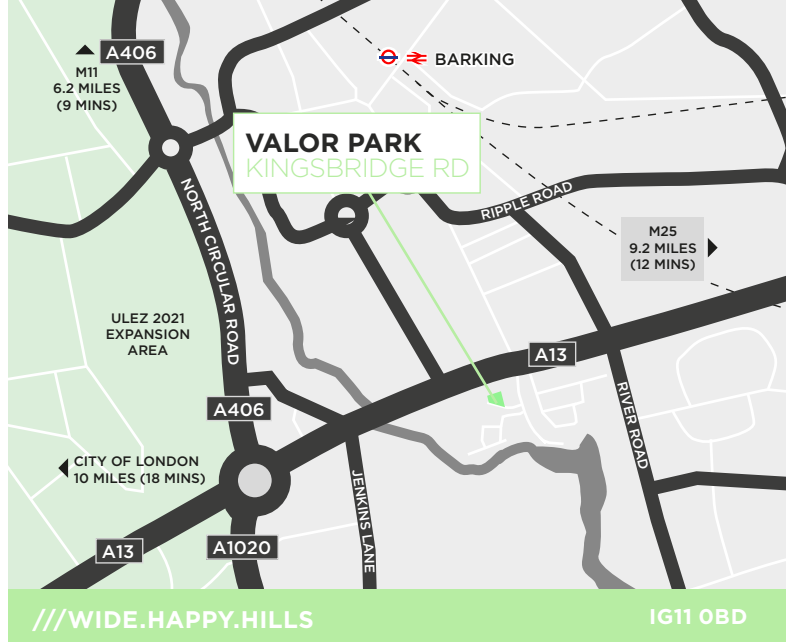 A406
M11
6.2 MILES
(9 MINS)
BARKING
VALOR PARK
KINGSBRIDGE RD
NORTH CIRCULAR ROAD
RIPPLE ROAD
M25
9.2 MILES
(12 MINS)
ULEZ 2021
EXPANSION
AREA
A13
A406
RIVER ROAD
CITY OF LONDON
10 MILES (18 MINS)
JENKINS LANE
A13
A1020
///WIDE.HAPPY.HILLS
IG11 0BD